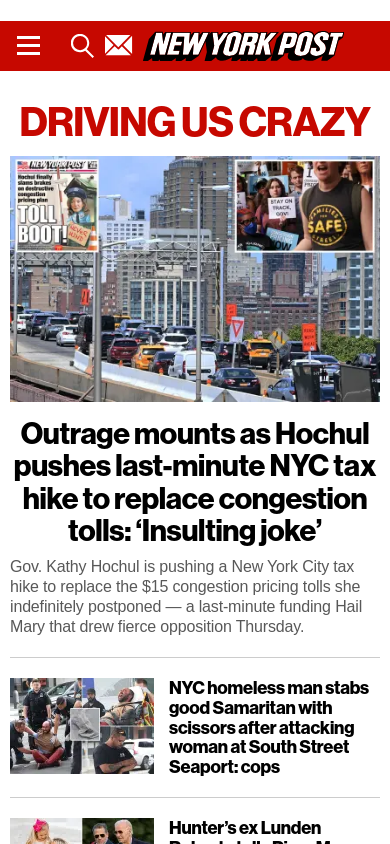 NEW YORK POST
DRIVING US CRAZY
NEW YORK POST
Hochul finally
slams brakes
on destructive
congestion
pricing plan
TOLL
BOOT!
STAY ON
TRACK,
GOV!
FAMILIES
SAFE
STREETS
Outrage mounts as Hochul
pushes last-minute NYC tax
hike to replace congestion
tolls: ‘Insulting joke’
Gov. Kathy Hochul is pushing a New York City tax
hike to replace the $15 congestion pricing tolls she
indefinitely postponed — a last-minute funding Hail
Mary that drew fierce opposition Thursday.
NYC homeless man stabs
good Samaritan with
scissors after attacking
woman at South Street
Seaport: cops
Hunter’s ex Lunden